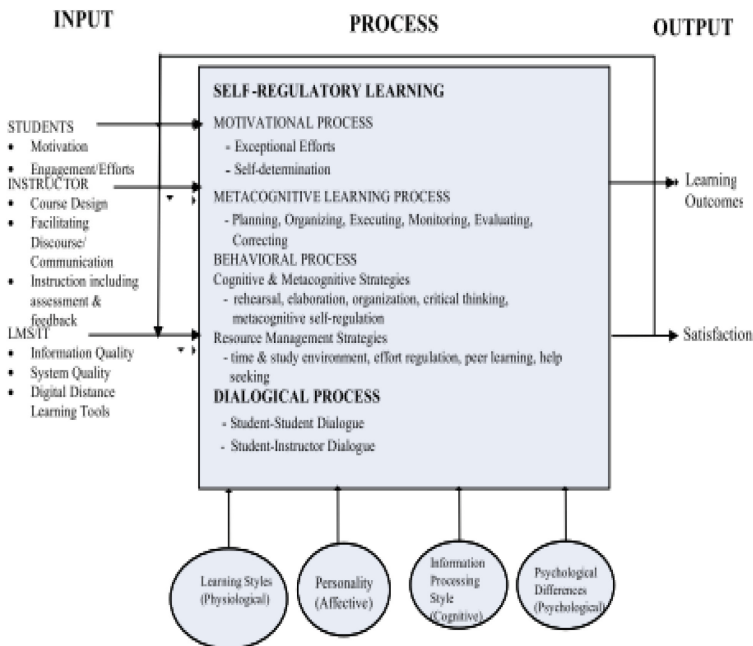 INPUT
PROCESS
OUTPUT
STUDENTS
• Motivation
• Engagement/Efforts
INSTRUCTOR
• Course Design
• Facilitating
Discourse/
Communication
• Instruction including
assessment &
feedback
LMS/IT
• Information Quality
• System Quality
• Digital Distance
Learning Tools
SELF-REGULATORY LEARNING
MOTIVATIONAL PROCESS
- Exceptional Efforts
- Self-determination
METACOGNITIVE LEARNING PROCESS
- Planning, Organizing, Executing, Monitoring, Evaluating,
Correcting
BEHAVIORAL PROCESS
Cognitive & Metacognitive Strategies
- rehearsal, elaboration, organization, critical thinking,
metacognitive self-regulation
Resource Management Strategies
- time & study environment, effort regulation, peer learning, help
seeking
DIALOGICAL PROCESS
- Student-Student Dialogue
- Student-Instructor Dialogue
Learning
Outcomes
Satisfaction
Learning Styles
(Physiological)
Personality
(Affective)
Information
Processing
Style
(Cognitive)
Psychological
Differences
(Psychological)